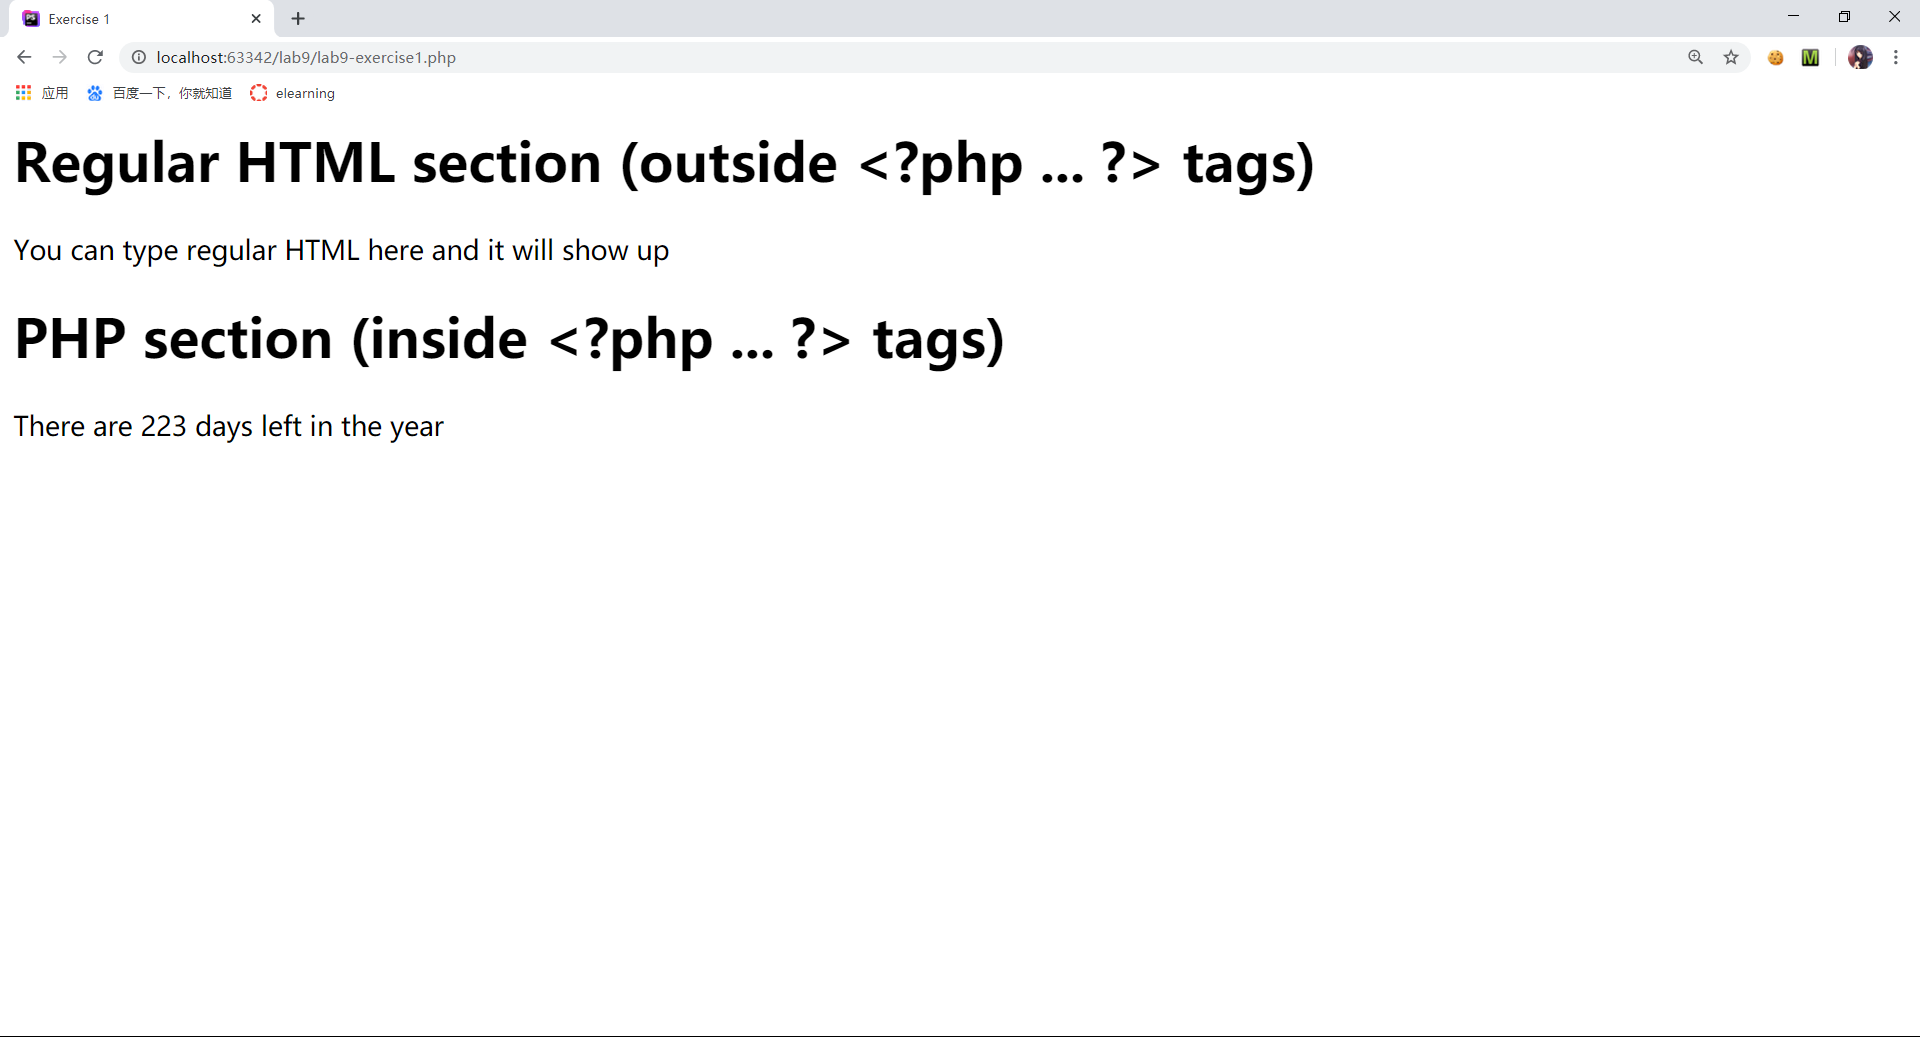 Exercise 1
localhost:63342/lab9/lab9-exercise1.php
应用 百度一下，你就知道 elearning
Regular HTML section (outside <?php ... ?> tags)
You can type regular HTML here and it will show up
PHP section (inside <?php ... ?> tags)
There are 223 days left in the year